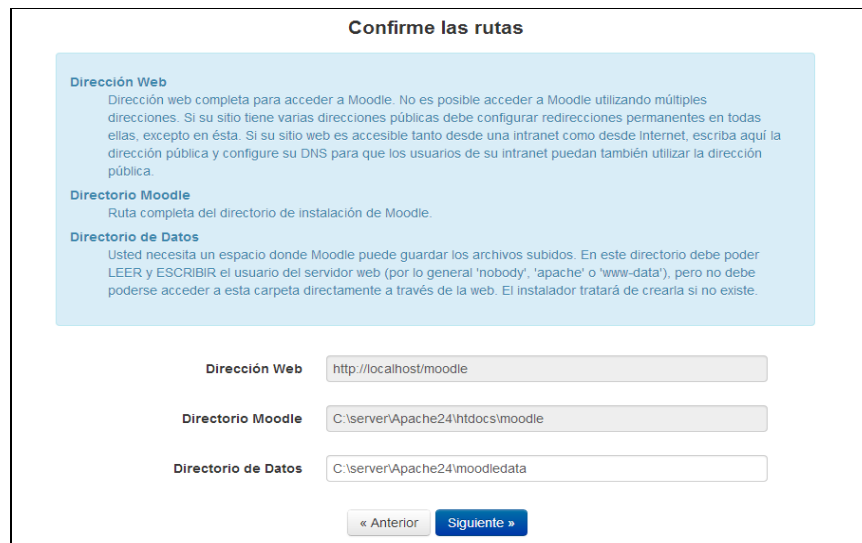 Confirme las rutas
Dirección Web
Dirección web completa para acceder a Moodle. No es posible acceder a Moodle utilizando múltiples
direcciones. Si su sitio tiene varias direcciones públicas debe configurar redirecciones permanentes en todas
ellas, excepto en ésta. Si su sitio web es accesible tanto desde una intranet como desde Internet, escriba aquí la
dirección pública y configure su DNS para que los usuarios de su intranet puedan también utilizar la dirección
pública.
Directorio Moodle
Ruta completa del directorio de instalación de Moodle.
Directorio de Datos
Usted necesita un espacio donde Moodle puede guardar los archivos subidos. En este directorio debe poder
LEER y ESCRIBIR el usuario del servidor web (por lo general 'nobody', 'apache' o 'www-data'), pero no debe
poderse acceder a esta carpeta directamente a través de la web. El instalador tratará de crearla si no existe.
Dirección Web http://localhost/moodle
Directorio Moodle C:\server\Apache24\htdocs\moodle
Directorio de Datos C:\server\Apache24\moodledata
« Anterior Siguiente »